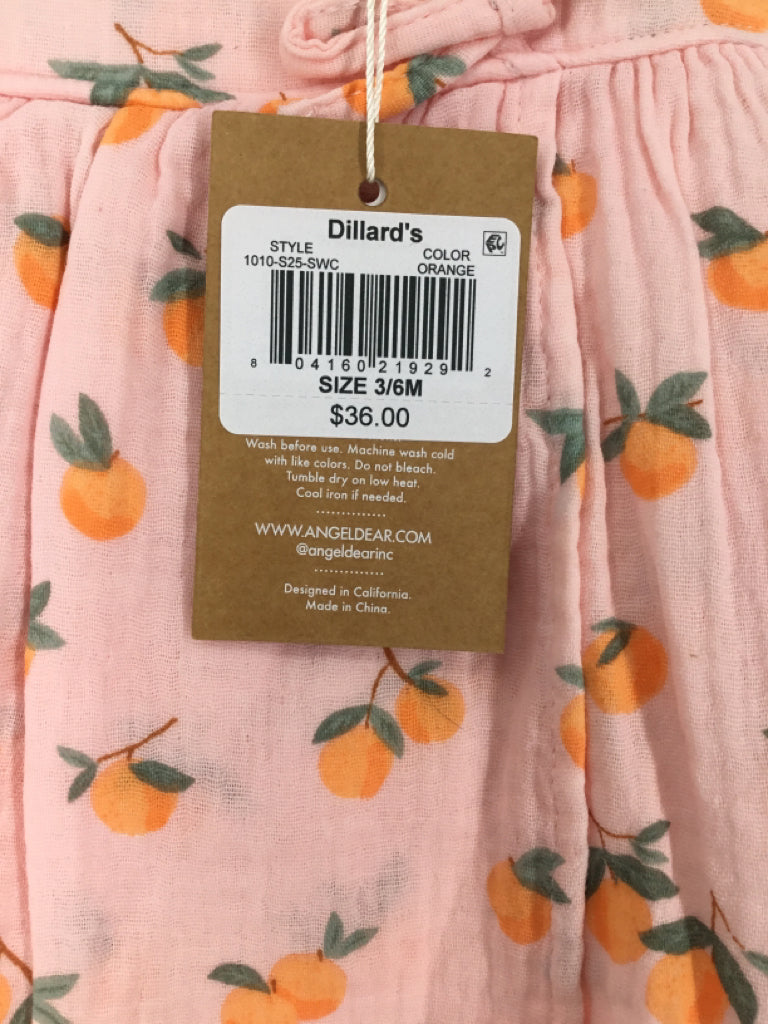 Dillard's
STYLE
1010-S25-SWC
COLOR
ORANGE
8 04160 21929 2
SIZE 3/6M
$36.00
Wash before use. Machine wash cold
with like colors. Do not bleach.
Tumble dry on low heat.
Cool iron if needed.
WWW.ANGELDEAR.COM
@angeldearinc
Designed in California.
Made in China.